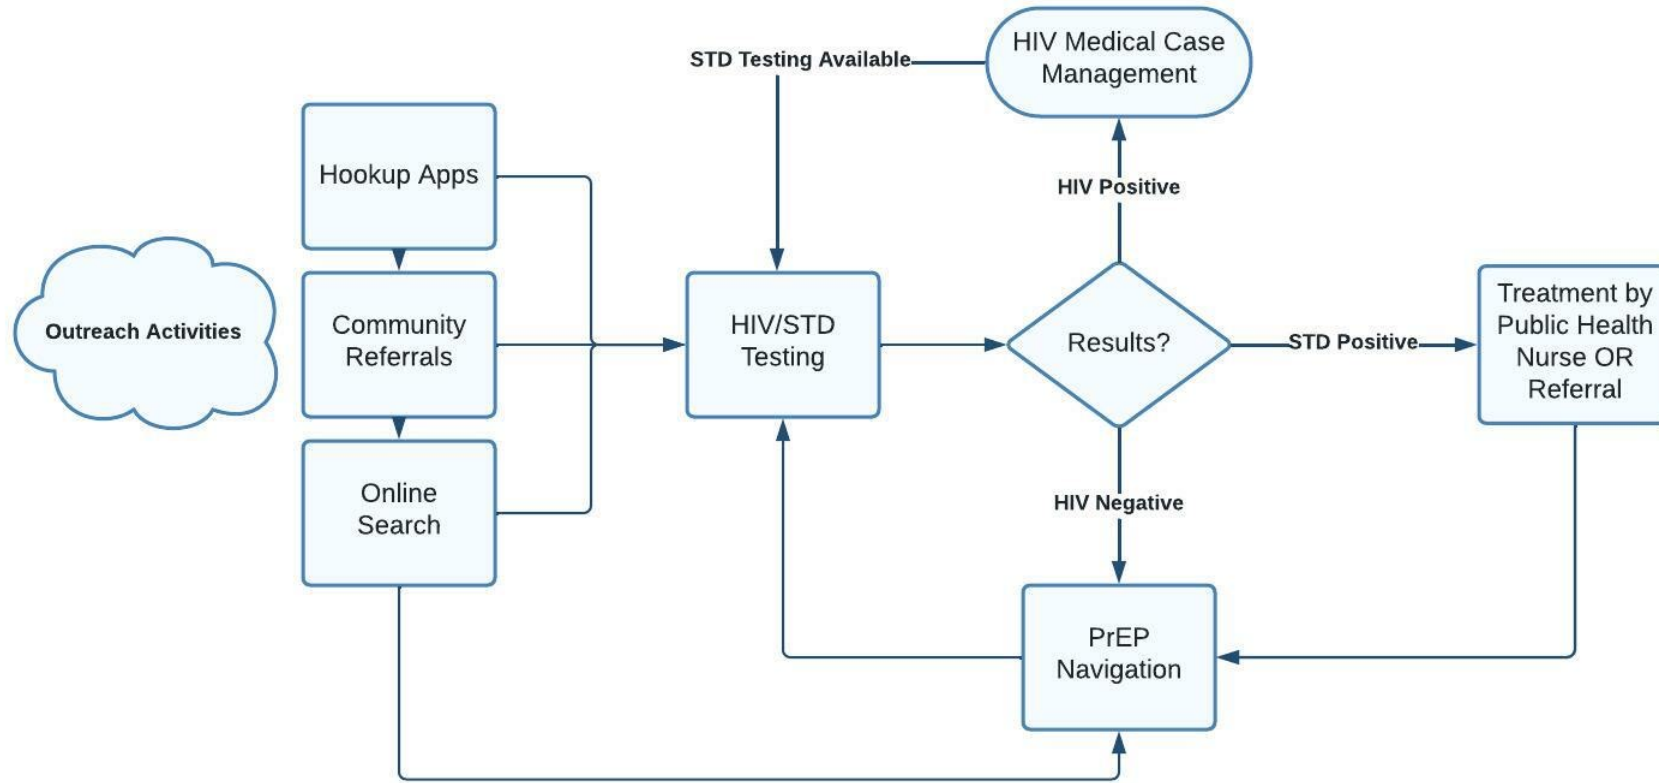 HIV Medical Case
Management
STD Testing Available
Hookup Apps
HIV Positive
Outreach Activities
Community
Referrals
HIV/STD
Testing
Results?
STD Positive
Treatment by
Public Health
Nurse OR
Referral
Online
Search
HIV Negative
PrEP
Navigation